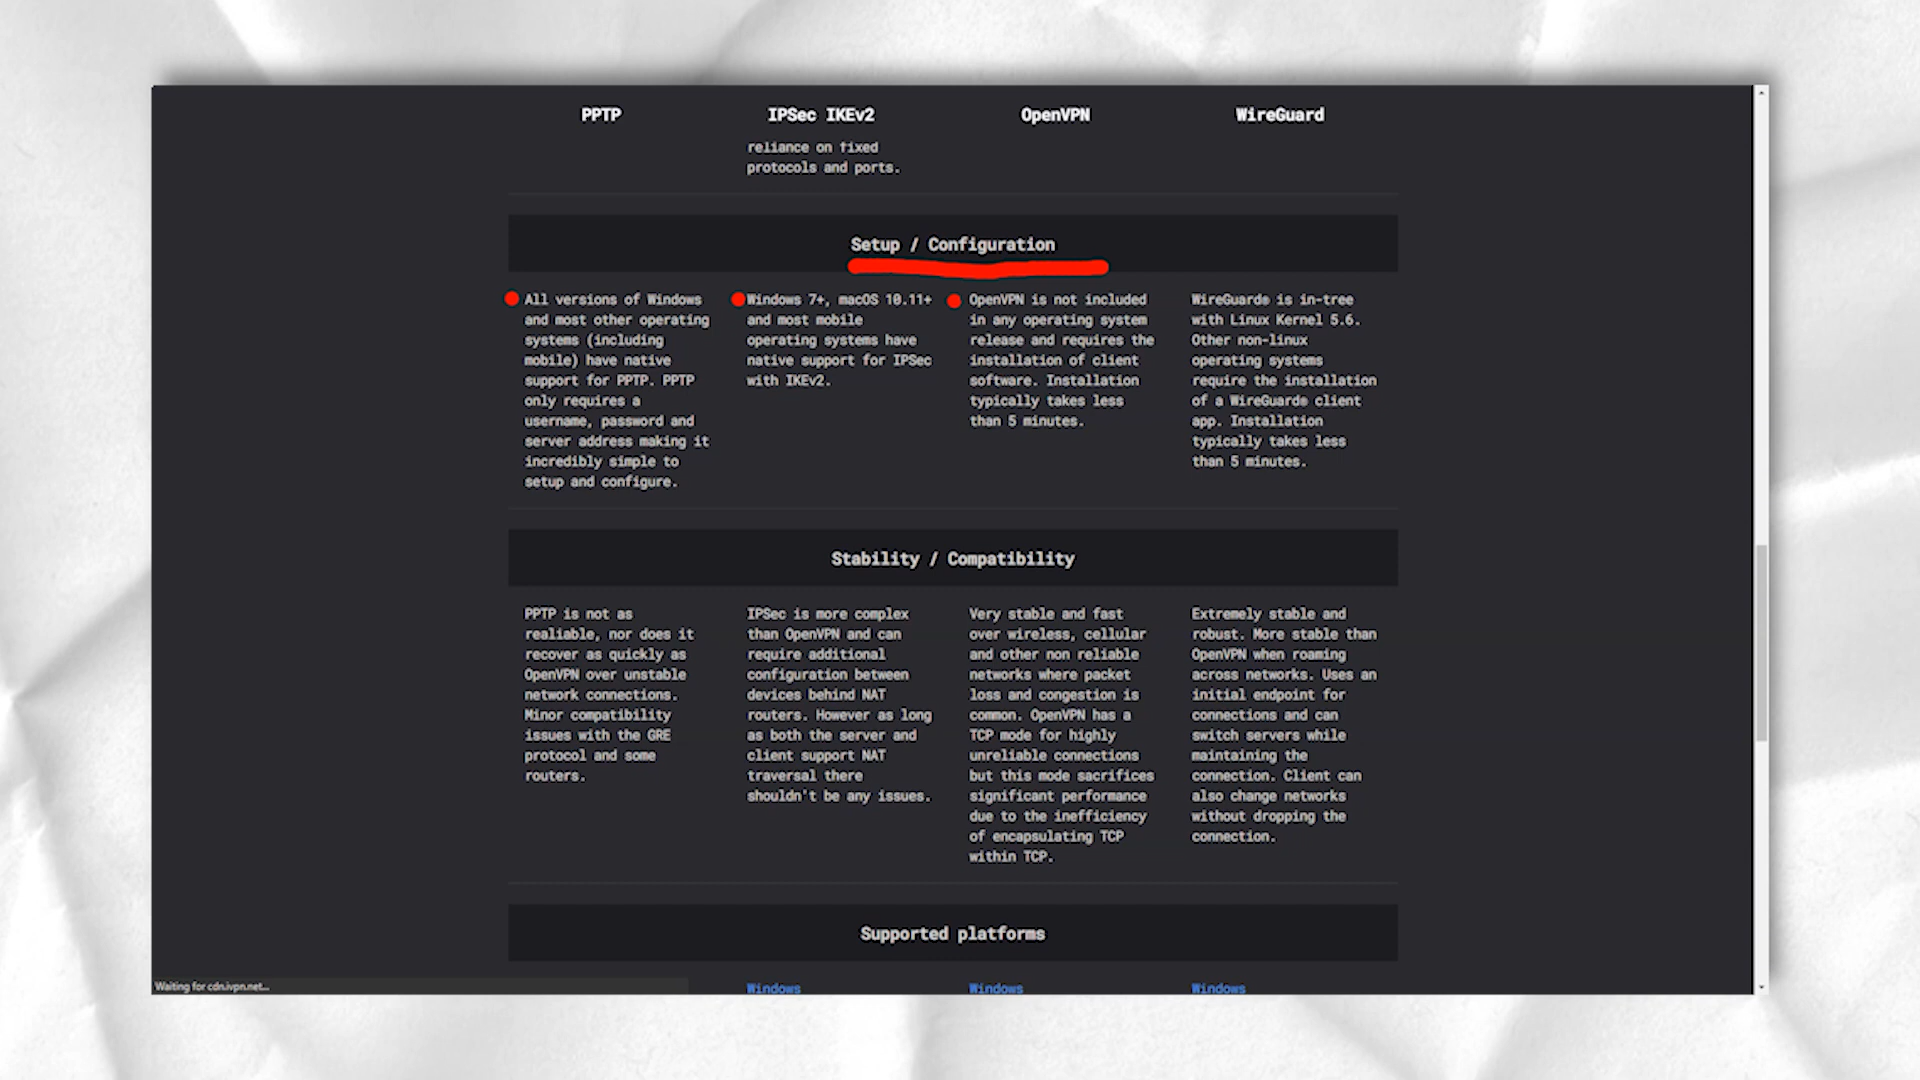 PPTP IPSec IKEv2 OpenVPN WireGuard
reliance on fixed
protocols and ports.
Setup / Configuration
All versions of Windows
and most other operating
systems (including
mobile) have native
support for PPTP. PPTP
only requires a
username, password and
server address making it
incredibly simple to
setup and configure.
Windows 7+, macOS 10.11+
and most mobile
operating systems have
native support for IPSec
with IKEv2.
OpenVPN is not included
in any operating system
release and requires the
installation of client
software. Installation
typically takes less
than 5 minutes.
WireGuard® is in-tree
with Linux Kernel 5.6.
Other non-linux
operating systems
require the installation
of a WireGuard® client
app. Installation
typically takes less
than 5 minutes.
Stability / Compatibility
PPTP is not as
realiable, nor does it
recover as quickly as
OpenVPN over unstable
network connections.
Minor compatibility
issues with the GRE
protocol and some
routers.
IPSec is more complex
than OpenVPN and can
require additional
configuration between
devices behind NAT
routers. However as long
as both the server and
client support NAT
traversal there
shouldn't be any issues.
Very stable and fast
over wireless, cellular
and other non reliable
networks where packet
loss and congestion is
common. OpenVPN has a
TCP mode for highly
unreliable connections
but this mode sacrifices
significant performance
due to the inefficiency
of encapsulating TCP
within TCP.
Extremely stable and
robust. More stable than
OpenVPN when roaming
across networks. Uses an
initial endpoint for
connections and can
switch servers while
maintaining the
connection. Client can
also change networks
without dropping the
connection.
Supported platforms
Windows Windows Windows
Waiting for cdn.ivpn.net...